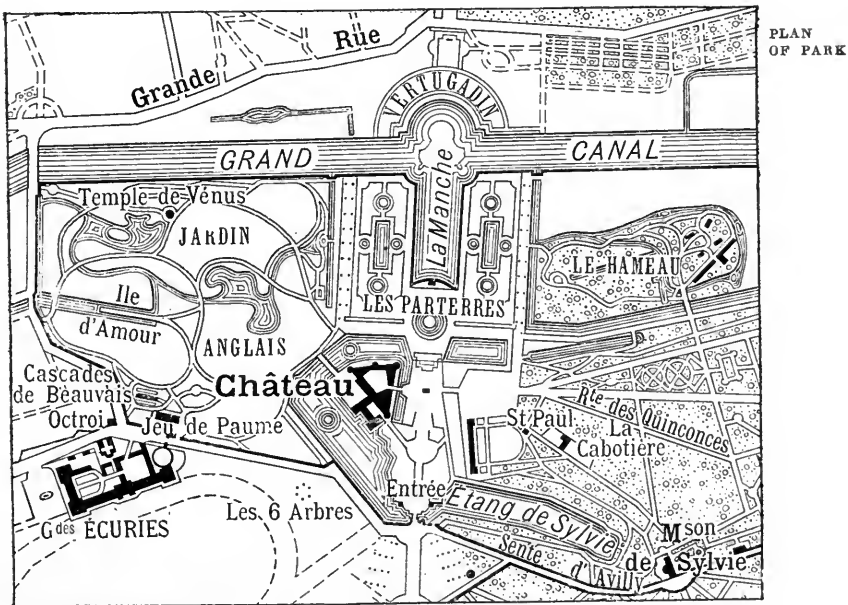 PLAN
OF PARK
Grande Rue
VERTUGADIN
GRAND CANAL
La Manche
Temple de Vénus
JARDIN
LE HAMEAU
Ile
d'Amour
LES PARTERRES
ANGLAIS
Château
Cascades
de Bèauvais
Octroi
Jeu de Paume
St Paul
Rte des Quinconces
La
Cabotière
Entrée
Etang de Sylvie
Les 6 Arbres
Gdes ÉCURIES
Sente
d'Avilly
Mson
de Sylvie